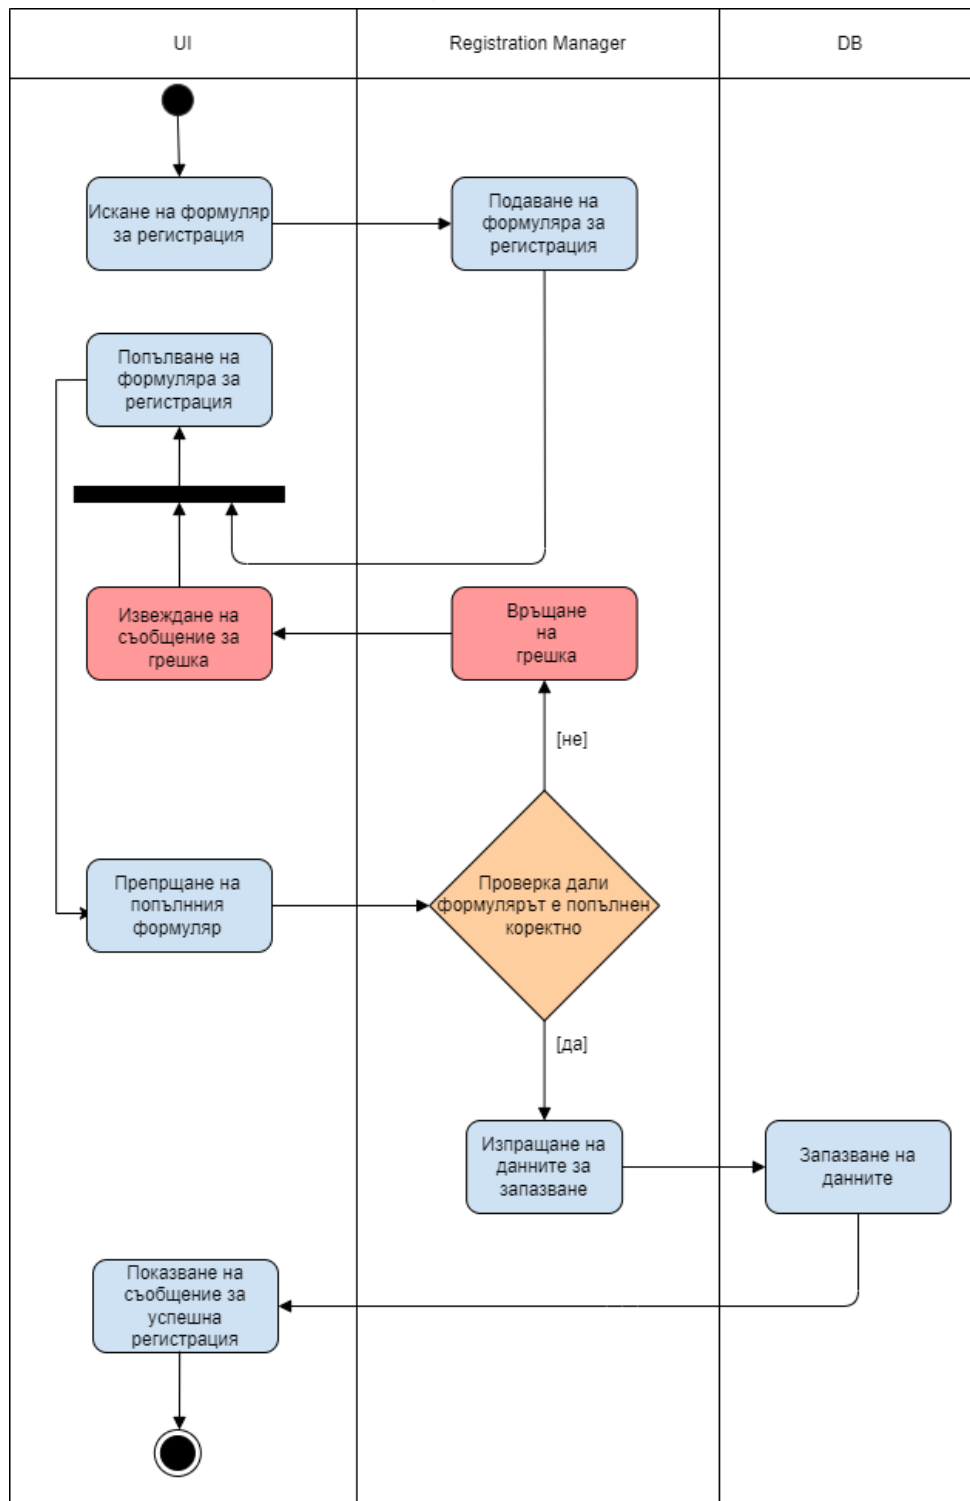 UI
Registration Manager
DB
Искане на формуляр
за регистрация
Подаване на
формуляра за
регистрация
Попълване на
формуляра за
регистрация
Извеждане на
съобщение за
грешка
Връщане
на
грешка
[не]
Препрщане на
попълнния
формуляр
Проверка дали
формулярът е попълнен
коректно
[да]
Изпращане на
данните за
запазване
Запазване на
данните
Показване на
съобщение за
успешна
регистрация